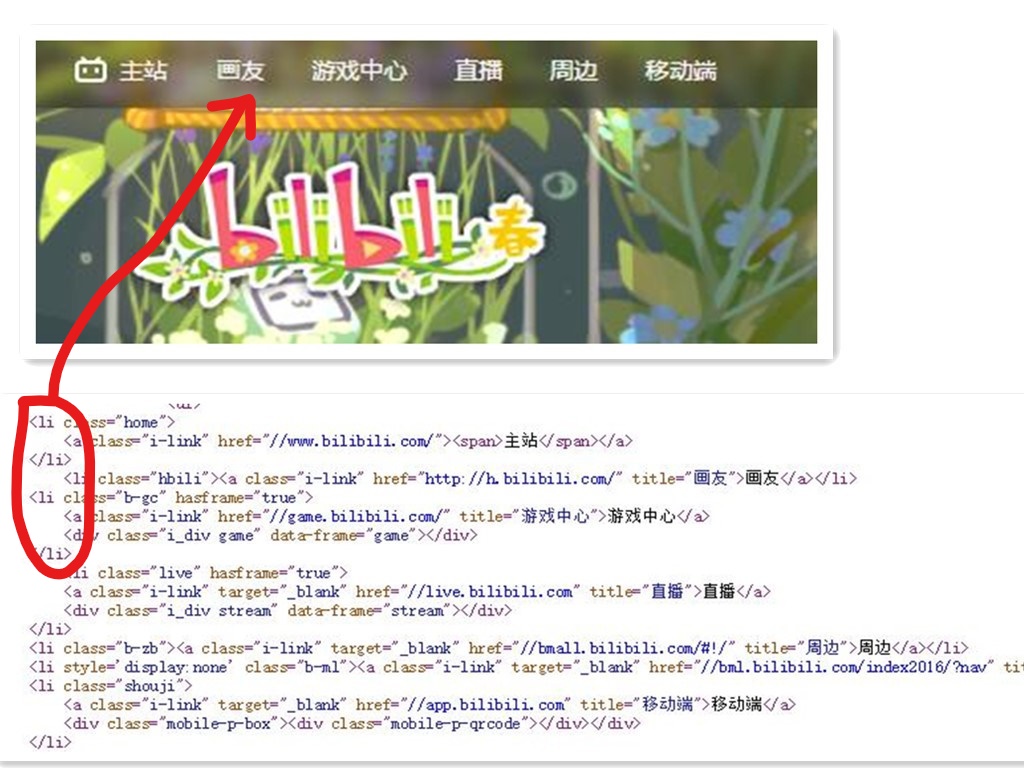 主站 画友 游戏中心 直播 周边 移动端
bilibili 春
<li class="home">
<a class="i-link" href="//www.bilibili.com/"><span>主站</span></a>
</li>
<li class="hbili"><a class="i-link" href="http://h.bilibili.com/" title="画友">画友</a></li>
<li class="b-gc" hasframe="true">
<a class="i-link" href="//game.bilibili.com/" title="游戏中心">游戏中心</a>
<div class="i_div game" data-frame="game"></div>
</li>
<li class="live" hasframe="true">
<a class="i-link" target="_blank" href="//live.bilibili.com" title="直播">直播</a>
<div class="i_div stream" data-frame="stream"></div>
</li>
<li class="b-zb"><a class="i-link" target="_blank" href="//bmall.bilibili.com/#!/" title="周边">周边</a></li>
<li style='display:none' class="b-ml"><a class="i-link" target="_blank" href="//bml.bilibili.com/index2016/?nav"
<li class="shouji">
<a class="i-link" target="_blank" href="//app.bilibili.com" title="移动端">移动端</a>
<div class="mobile-p-box"><div class="mobile-p-qrcode"></div></div>
</li>